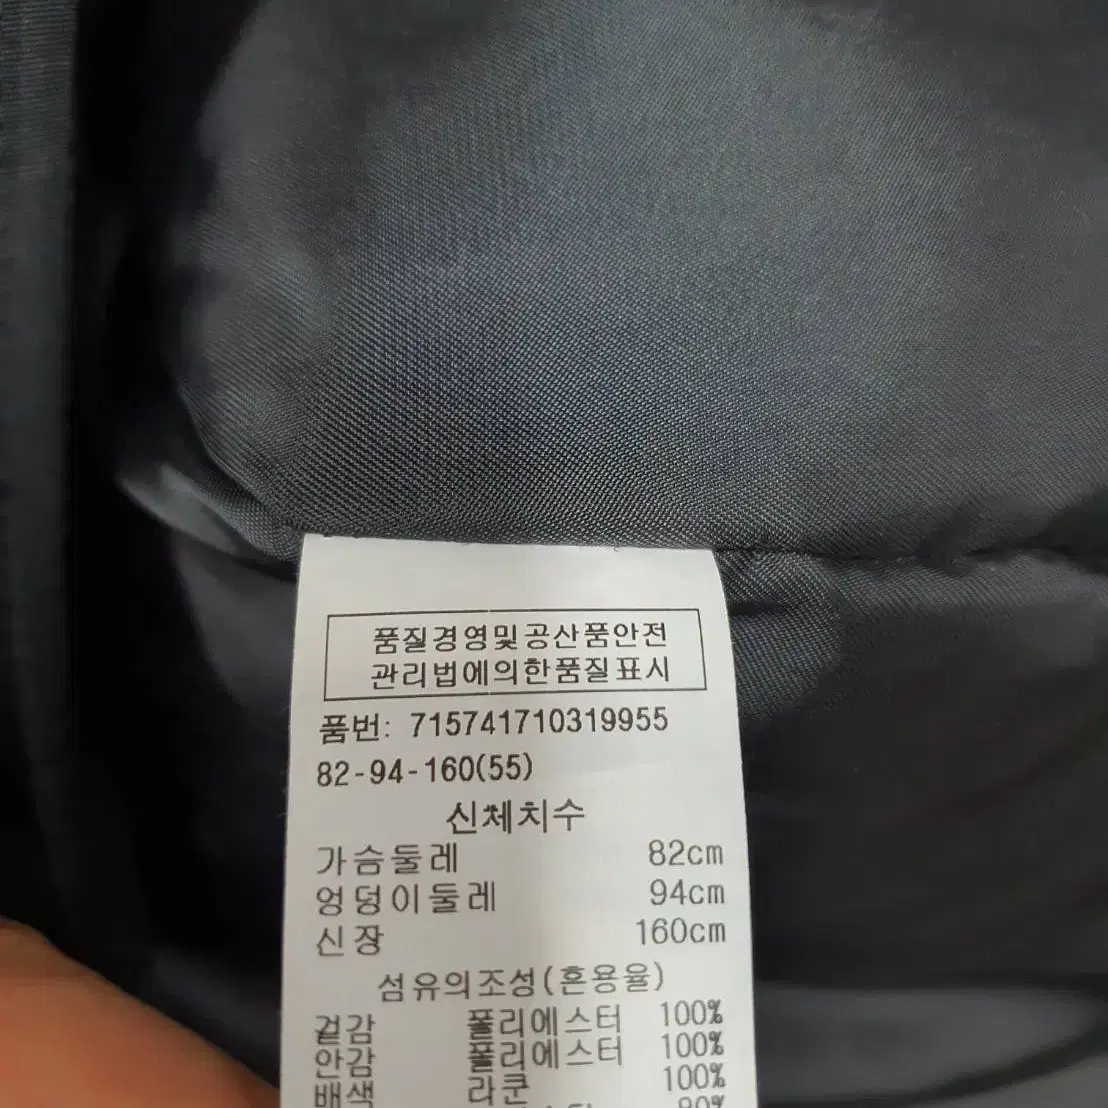 품질경영및공산품안전
관리법에의한품질표시
품번: 715741710319955
82-94-160(55)
신체치수
가슴둘레 82cm
엉덩이둘레 94cm
신장 160cm
섬유의조성(혼용율)
겉감 폴리에스터 100%
안감 폴리에스터 100%
배색 라쿤 100%